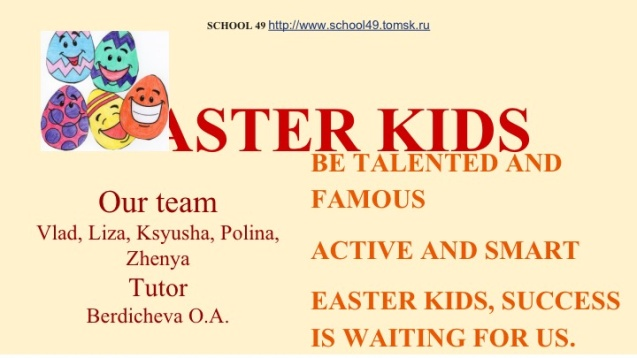 SCHOOL 49 http://www.school49.tomsk.ru
ASTER KIDS
Our team
Vlad, Liza, Ksyusha, Polina,
Zhenya
Tutor
Berdicheva O.A.
BE TALENTED AND
FAMOUS
ACTIVE AND SMART
EASTER KIDS, SUCCESS
IS WAITING FOR US.